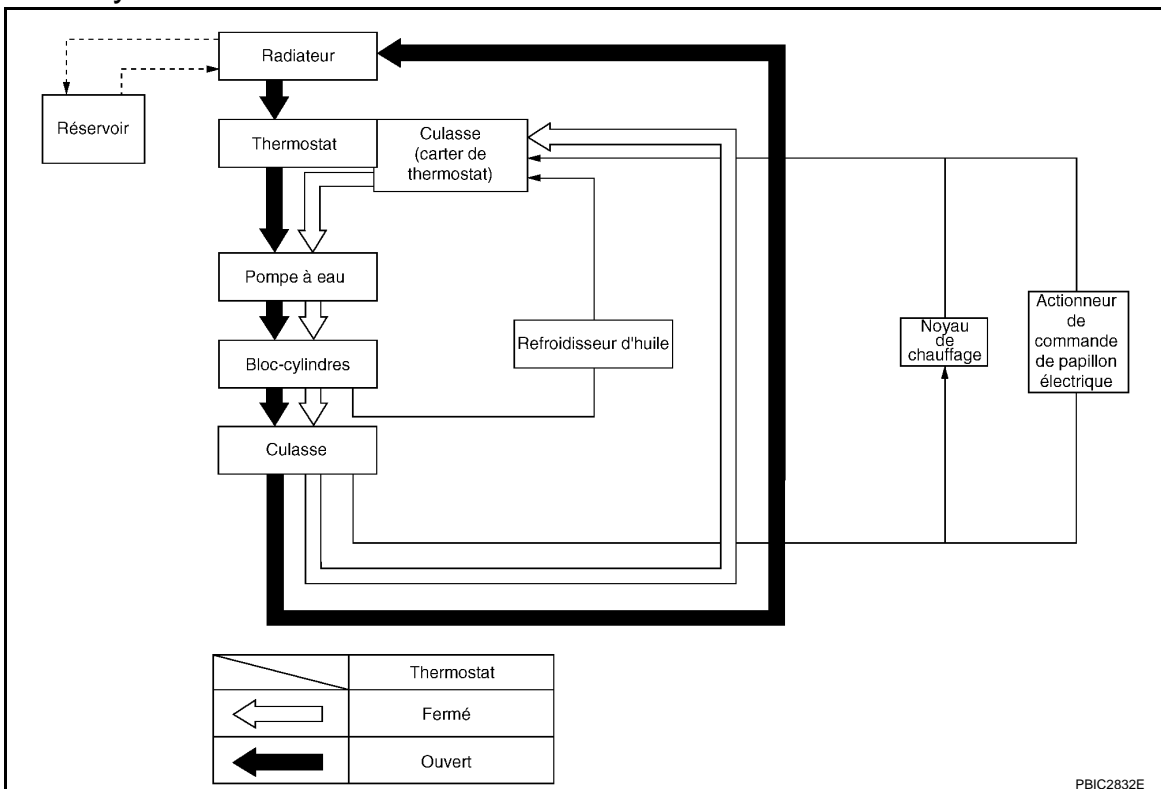 Radiateur
Réservoir
Thermostat
Culasse
(carter de
thermostat)
Pompe à eau
Bloc-cylindres
Refroidisseur d'huile
Culasse
Noyau
de
chauffage
Actionneur
de
commande
de papillon
électrique
Thermostat
Fermé
Ouvert
PBIC2832E